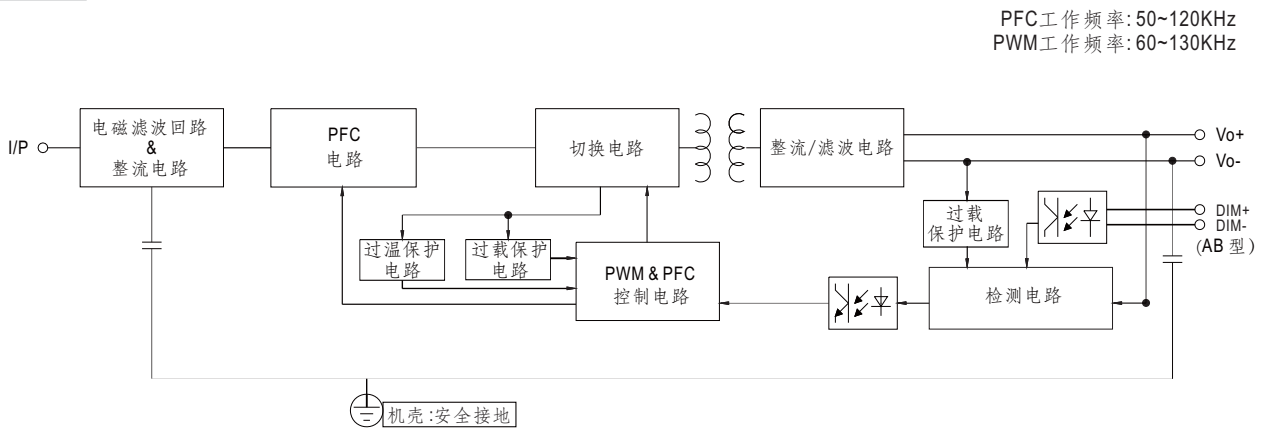 PFC工作频率: 50~120KHz
PWM工作频率: 60~130KHz
I/P
电磁滤波回路
&
整流电路
PFC
电路
切换电路
整流/滤波电路
Vo+
Vo-
过载
保护电路
DIM+
DIM-
(AB 型)
过温保护
电路
过载保护
电路
PWM & PFC
控制电路
检测电路
机壳:安全接地